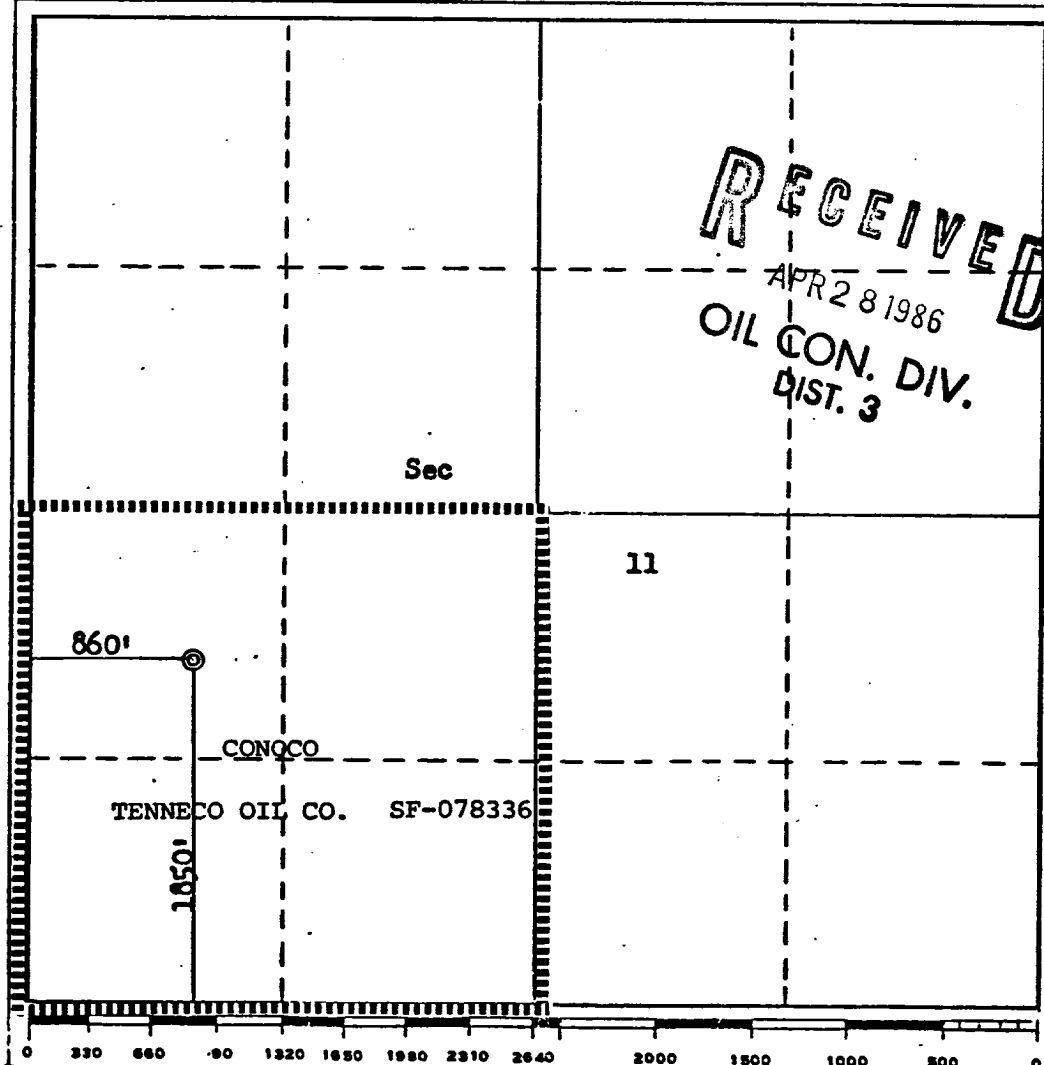 RECEIVED
APR 28 1986
OIL CON. DIV.
DIST. 3
Sec
11
860'
CONOCO
TENNECO OIL CO. SF-078336
1850'
0 330 660 90 1320 1650 1980 2310 2640 2000 1500 1000 500 0